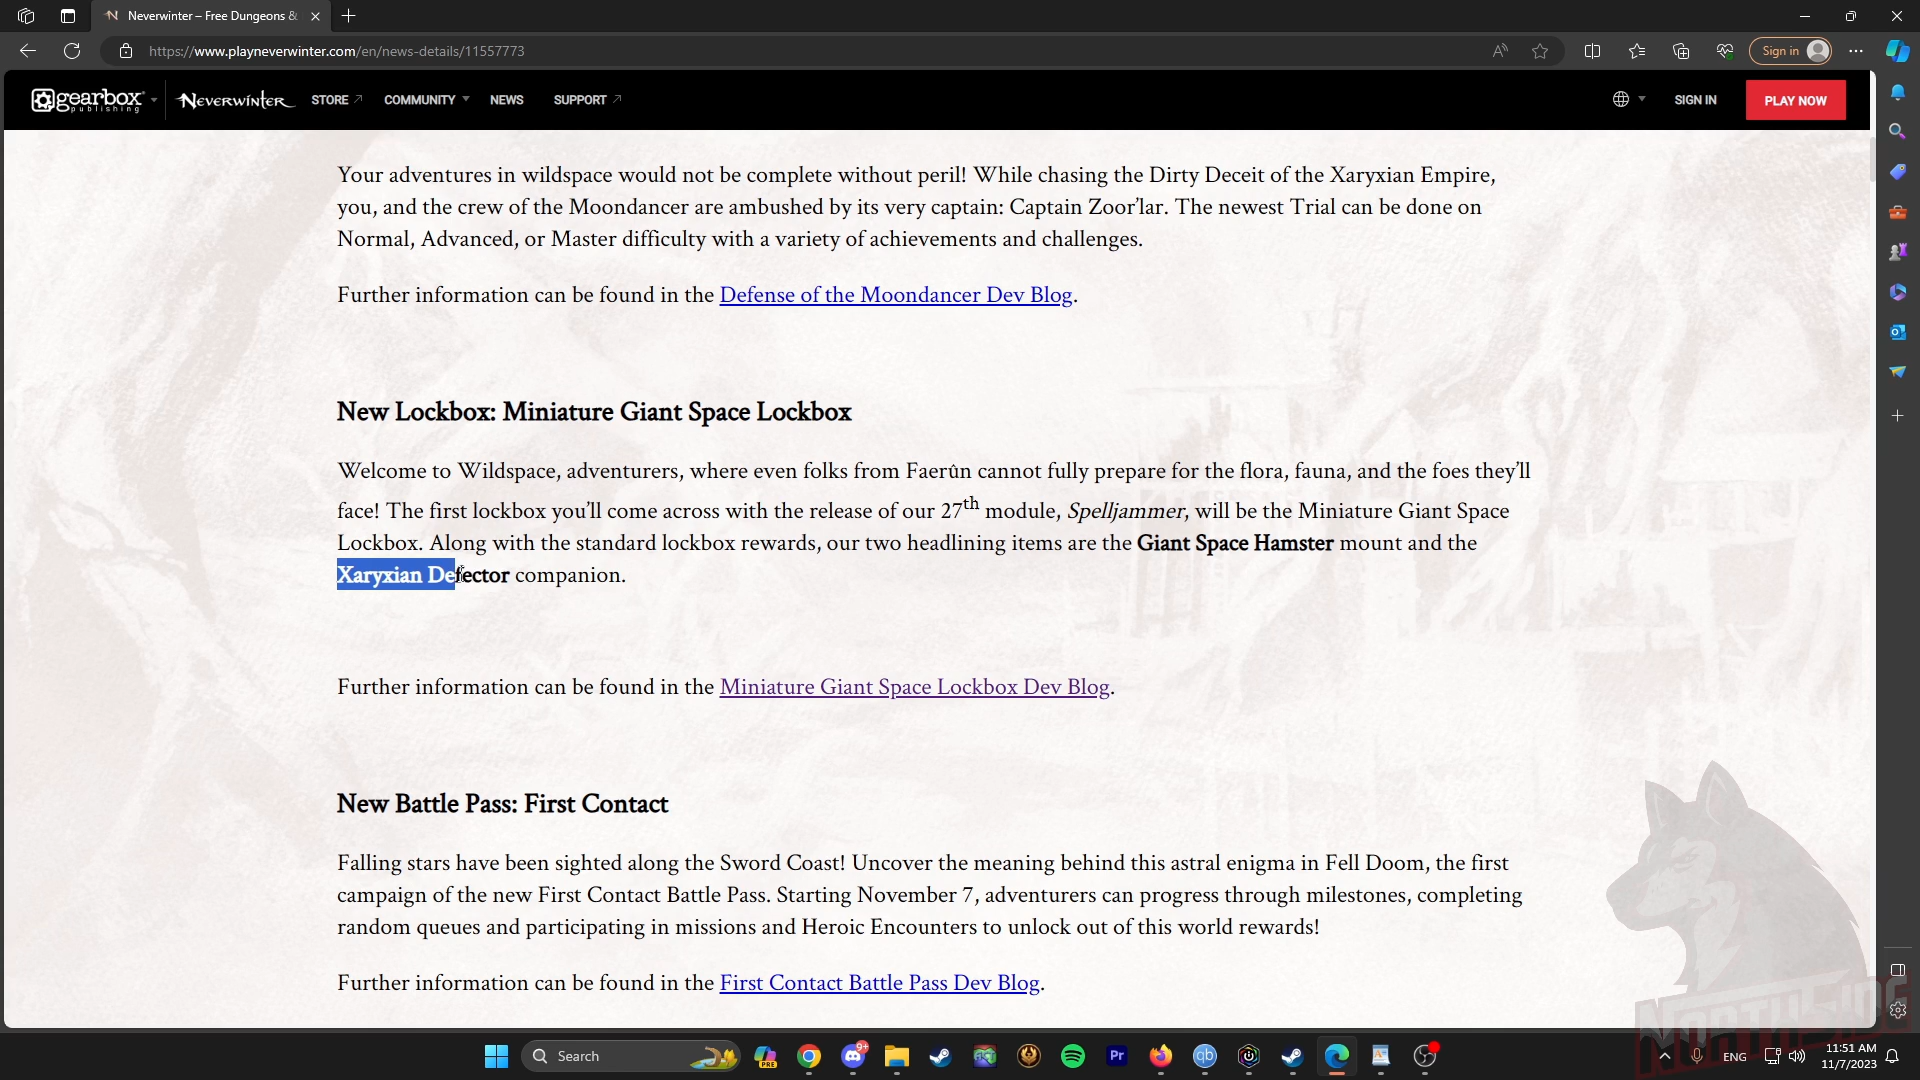 Neverwinter – Free Dungeons &
https://www.playneverwinter.com/en/news-details/11557773
Sign in
gearbox publishing
Neverwinter
STORE
COMMUNITY
NEWS
SUPPORT
SIGN IN
PLAY NOW
Your adventures in wildspace would not be complete without peril! While chasing the Dirty Deceit of the Xaryxian Empire,
you, and the crew of the Moondancer are ambushed by its very captain: Captain Zoor’lar. The newest Trial can be done on
Normal, Advanced, or Master difficulty with a variety of achievements and challenges.
Further information can be found in the Defense of the Moondancer Dev Blog.
New Lockbox: Miniature Giant Space Lockbox
Welcome to Wildspace, adventurers, where even folks from Faerûn cannot fully prepare for the flora, fauna, and the foes they’ll
face! The first lockbox you’ll come across with the release of our 27th module, Spelljammer, will be the Miniature Giant Space
Lockbox. Along with the standard lockbox rewards, our two headlining items are the Giant Space Hamster mount and the
Xaryxian Defector companion.
Further information can be found in the Miniature Giant Space Lockbox Dev Blog.
New Battle Pass: First Contact
Falling stars have been sighted along the Sword Coast! Uncover the meaning behind this astral enigma in Fell Doom, the first
campaign of the new First Contact Battle Pass. Starting November 7, adventurers can progress through milestones, completing
random queues and participating in missions and Heroic Encounters to unlock out of this world rewards!
Further information can be found in the First Contact Battle Pass Dev Blog.
NORTHSIDE
Search
PRE
9+
Pr
qb
ENG
11:51 AM
11/7/2023